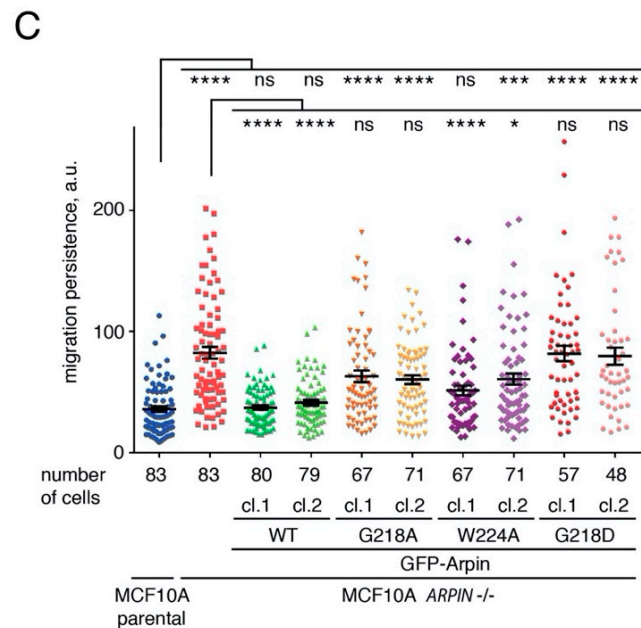 C
**** ns ns **** **** ns *** **** ****
**** **** ns ns **** * ns ns
migration persistence, a.u.
200
100
0
number of cells 83 83 80 79 67 71 67 71 57 48
cl.1 cl.2 cl.1 cl.2 cl.1 cl.2 cl.1 cl.2
WT G218A W224A G218D
GFP-Arpin
MCF10A parental MCF10A ARPIN -/-